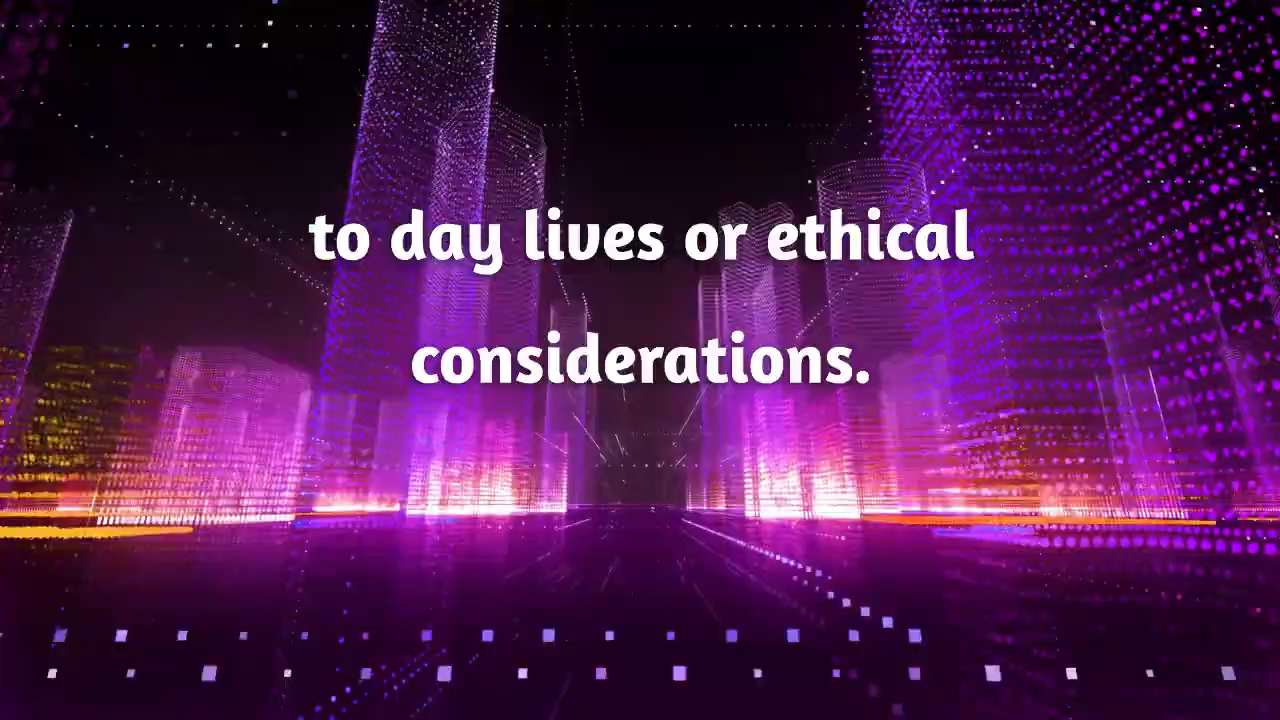 to day lives or ethical
considerations.